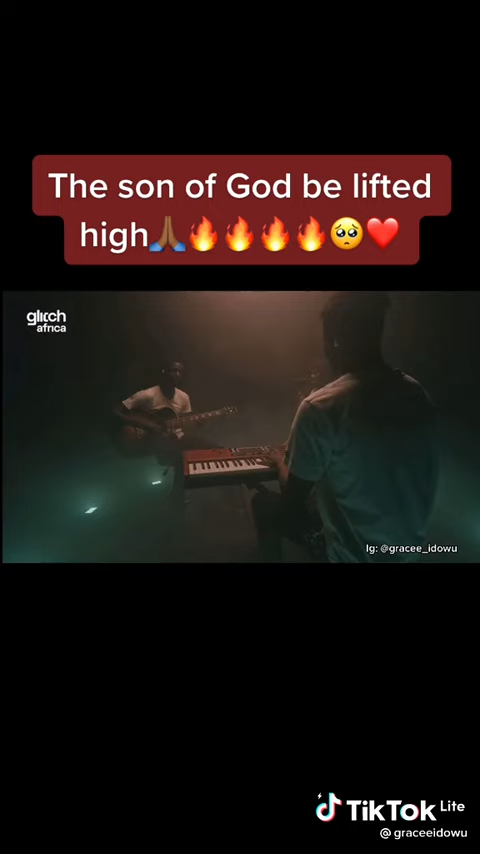 The son of God be lifted
high🙏🏾🔥🔥🔥🔥🥺❤️
glitch
africa
Ig: @gracee_idowu
TikTok Lite
@graceeidowu